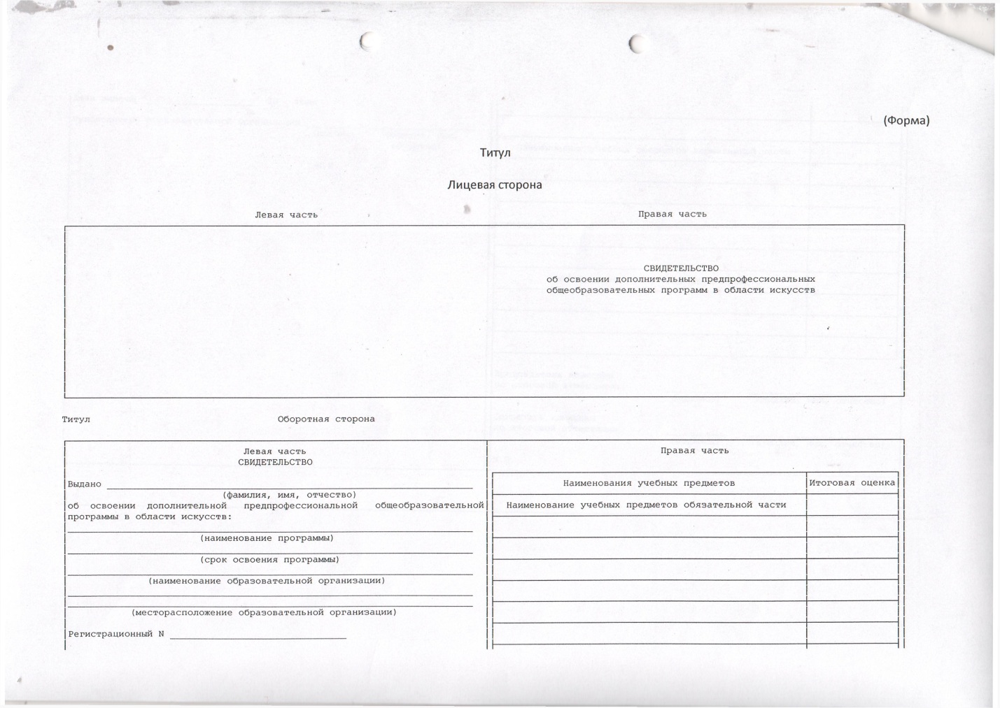 (Форма)
Титул
Лицевая сторона
Левая часть
Правая часть
СВИДЕТЕЛЬСТВО
об освоении дополнительных предпрофессиональных
общеобразовательных программ в области искусств
Титул
Оборотная сторона
Левая часть
СВИДЕТЕЛЬСТВО
Выдано
(фамилия, имя, отчество)
об освоении дополнительной предпрофессиональной общеобразовательной
программы в области искусств:
(наименование программы)
(срок освоения программы)
(наименование образовательной организации)
(месторасположение образовательной организации)
Регистрационный N
Правая часть
Наименования учебных предметов
Итоговая оценка
Наименование учебных предметов обязательной части